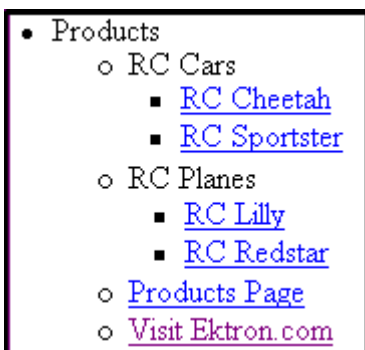 Products
RC Cars
RC Cheetah
RC Sportster
RC Planes
RC Lilly
RC Redstar
Products Page
Visit Ektron.com